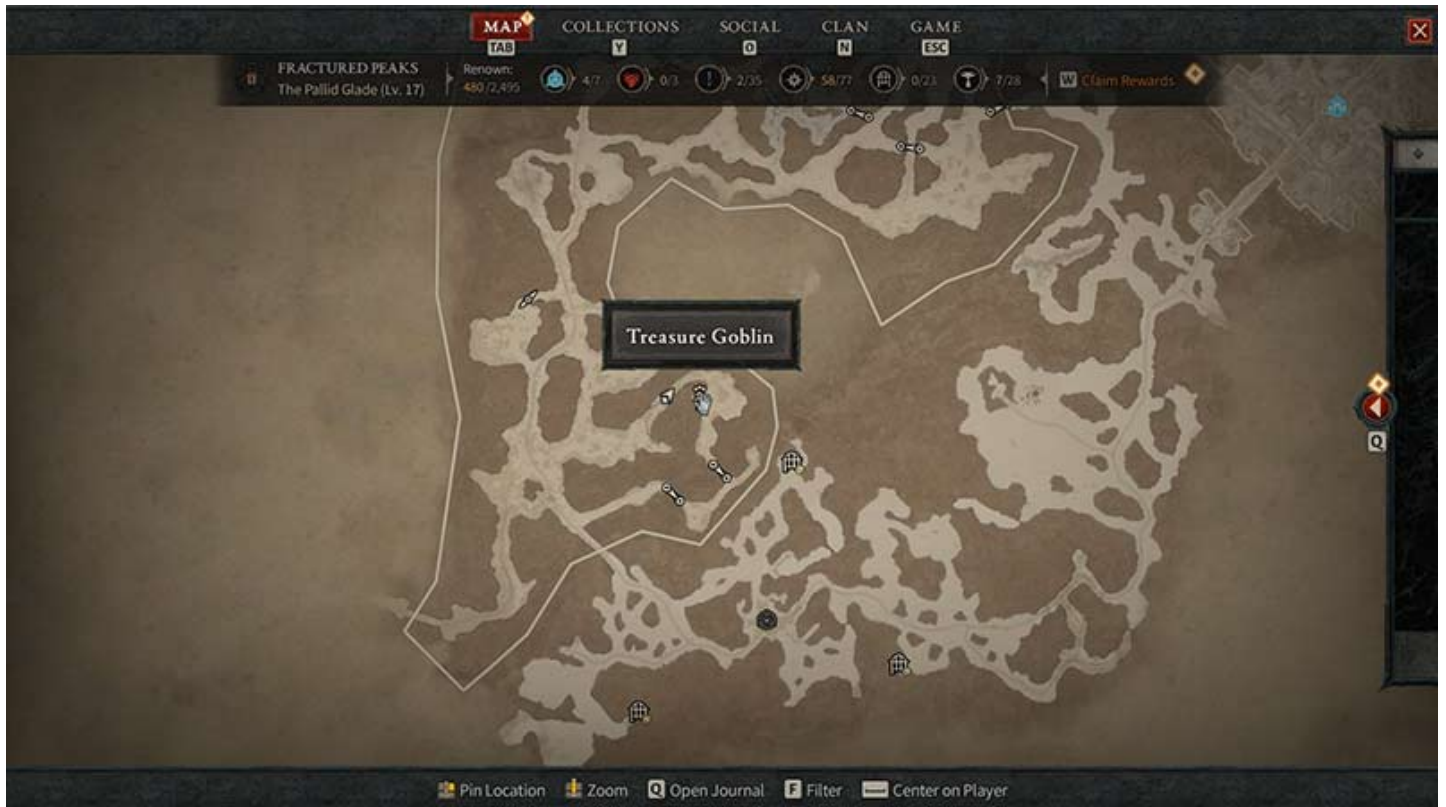 MAP COLLECTIONS SOCIAL CLAN GAME
TAB Y O N ESC
FRACTURED PEAKS
The Pallid Glade (Lv. 17)
Renown:
480/2,495
4/7 0/3 2/35 58/77 0/23 7/28 W Claim Rewards
Treasure Goblin
Q
Pin Location Zoom Q Open Journal F Filter Center on Player